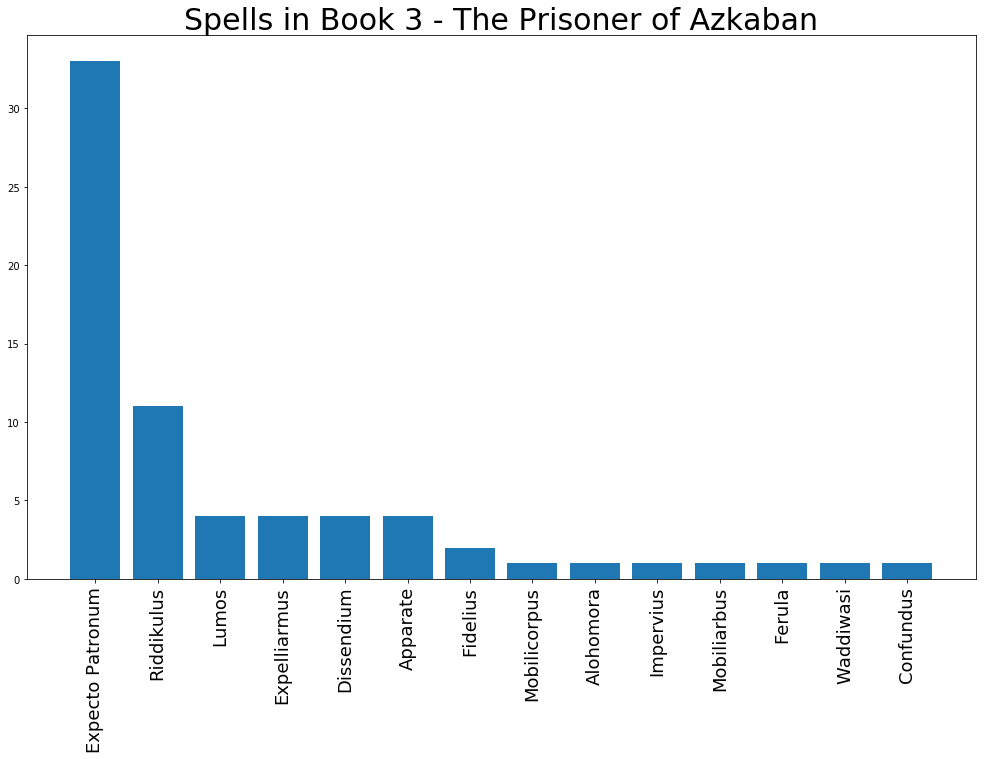 Spells in Book 3 - The Prisoner of Azkaban
30
25
20
15
10
5
0
Expecto Patronum
Riddikulus
Lumos
Expelliarmus
Dissendium
Apparate
Fidelius
Mobilicorpus
Alohomora
Impervius
Mobiliarbus
Ferula
Waddiwasi
Confundus